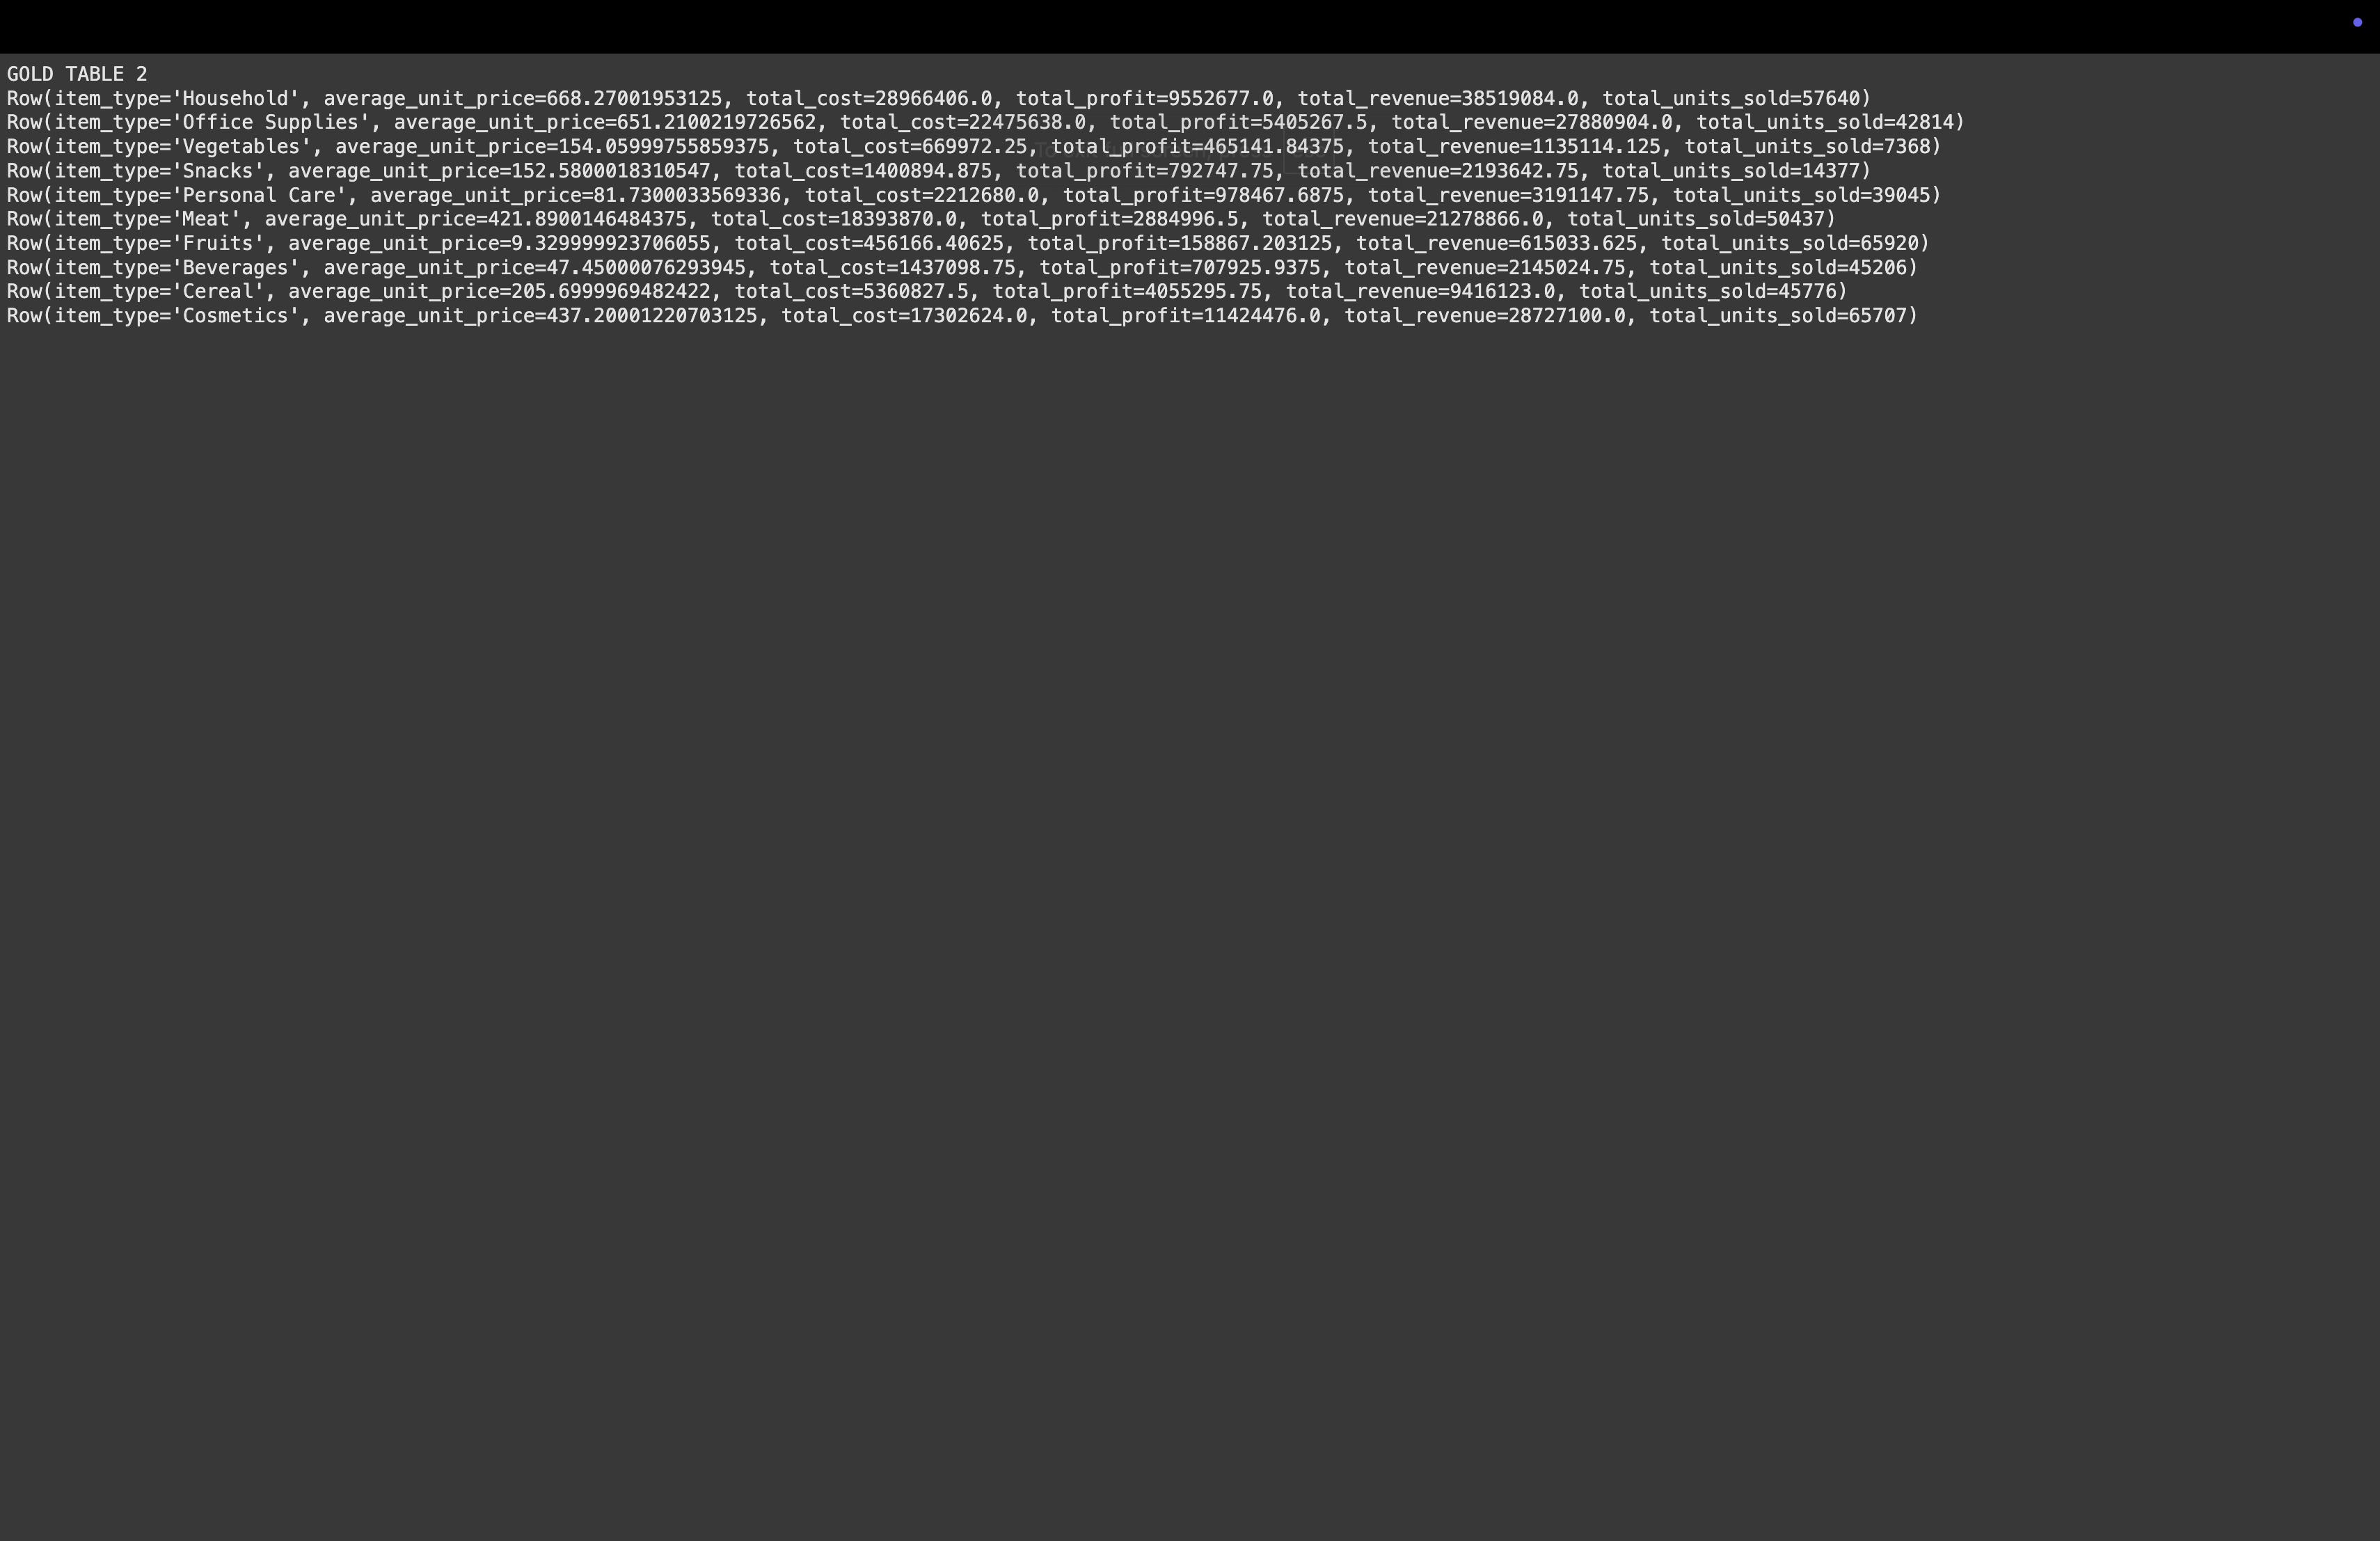 GOLD TABLE 2
Row(item_type='Household', average_unit_price=668.27001953125, total_cost=28966406.0, total_profit=9552677.0, total_revenue=38519084.0, total_units_sold=57640)
Row(item_type='Office Supplies', average_unit_price=651.2100219726562, total_cost=22475638.0, total_profit=5405267.5, total_revenue=27880904.0, total_units_sold=42814)
Row(item_type='Vegetables', average_unit_price=154.05999755859375, total_cost=669972.25, total_profit=465141.84375, total_revenue=1135114.125, total_units_sold=7368)
Row(item_type='Snacks', average_unit_price=152.5800018310547, total_cost=1400894.875, total_profit=792747.75, total_revenue=2193642.75, total_units_sold=14377)
Row(item_type='Personal Care', average_unit_price=81.7300033569336, total_cost=2212680.0, total_profit=978467.6875, total_revenue=3191147.75, total_units_sold=39045)
Row(item_type='Meat', average_unit_price=421.8900146484375, total_cost=18393870.0, total_profit=2884996.5, total_revenue=21278866.0, total_units_sold=50437)
Row(item_type='Fruits', average_unit_price=9.329999923706055, total_cost=456166.40625, total_profit=158867.203125, total_revenue=615033.625, total_units_sold=65920)
Row(item_type='Beverages', average_unit_price=47.45000076293945, total_cost=1437098.75, total_profit=707925.9375, total_revenue=2145024.75, total_units_sold=45206)
Row(item_type='Cereal', average_unit_price=205.6999969482422, total_cost=5360827.5, total_profit=4055295.75, total_revenue=9416123.0, total_units_sold=45776)
Row(item_type='Cosmetics', average_unit_price=437.20001220703125, total_cost=17302624.0, total_profit=11424476.0, total_revenue=28727100.0, total_units_sold=65707)